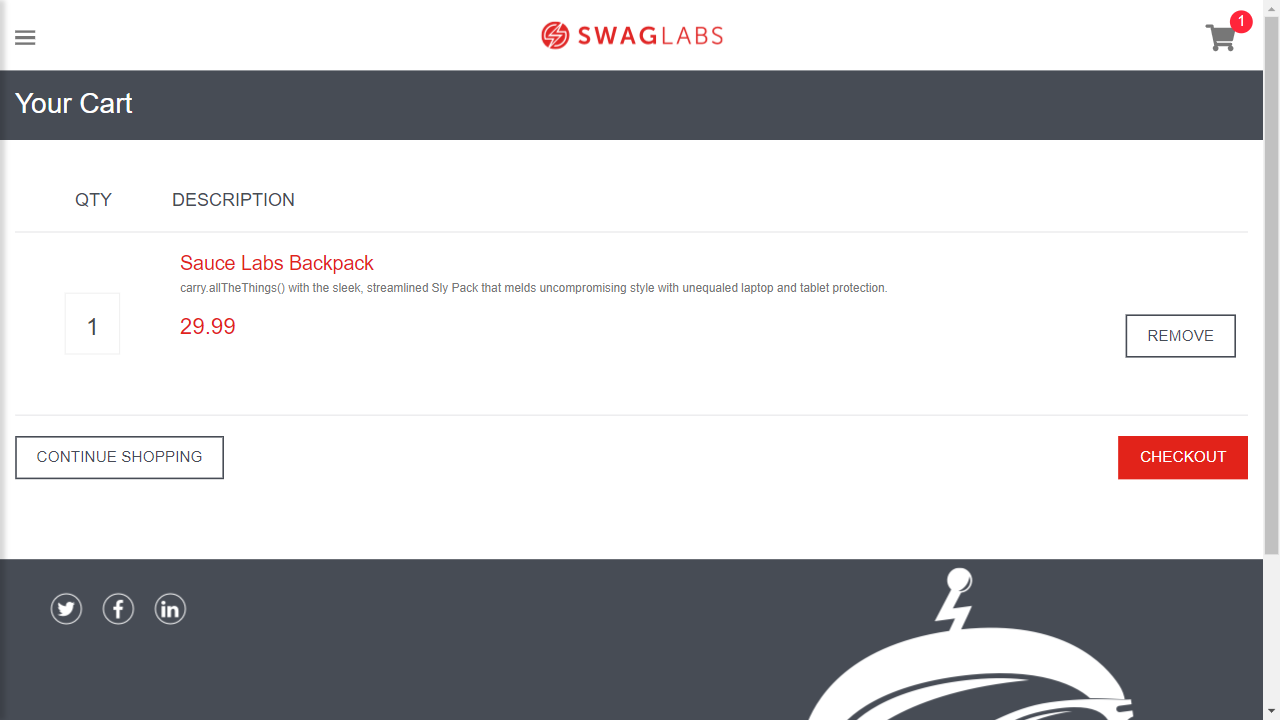 SWAGLABS
1
Your Cart
QTY DESCRIPTION
Sauce Labs Backpack
carry.allTheThings() with the sleek, streamlined Sly Pack that melds uncompromising style with unequaled laptop and tablet protection.
1
29.99
REMOVE
CONTINUE SHOPPING
CHECKOUT